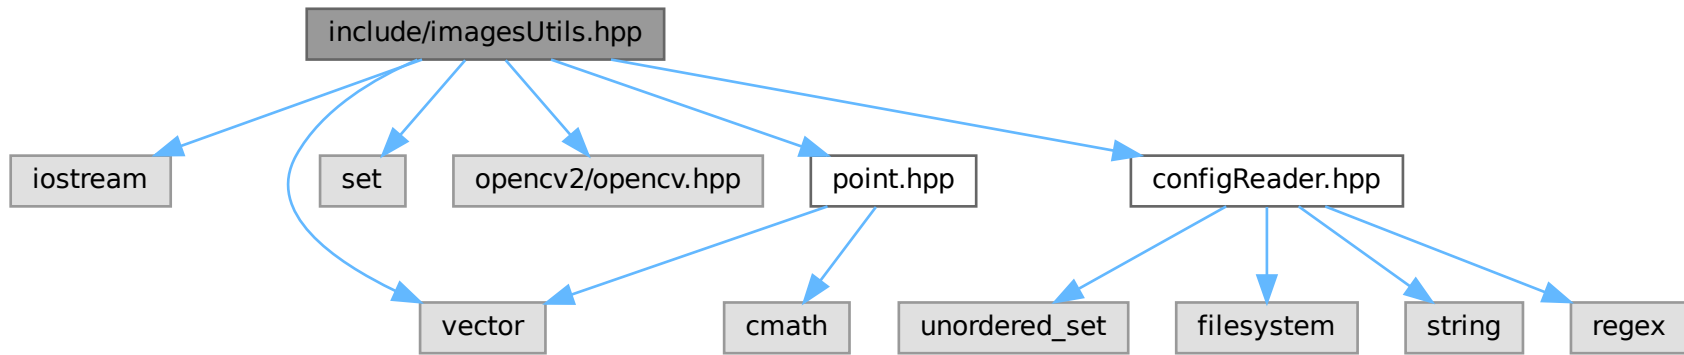 include/imagesUtils.hpp
iostream
set
opencv2/opencv.hpp
point.hpp
configReader.hpp
vector
cmath
unordered_set
filesystem
string
regex